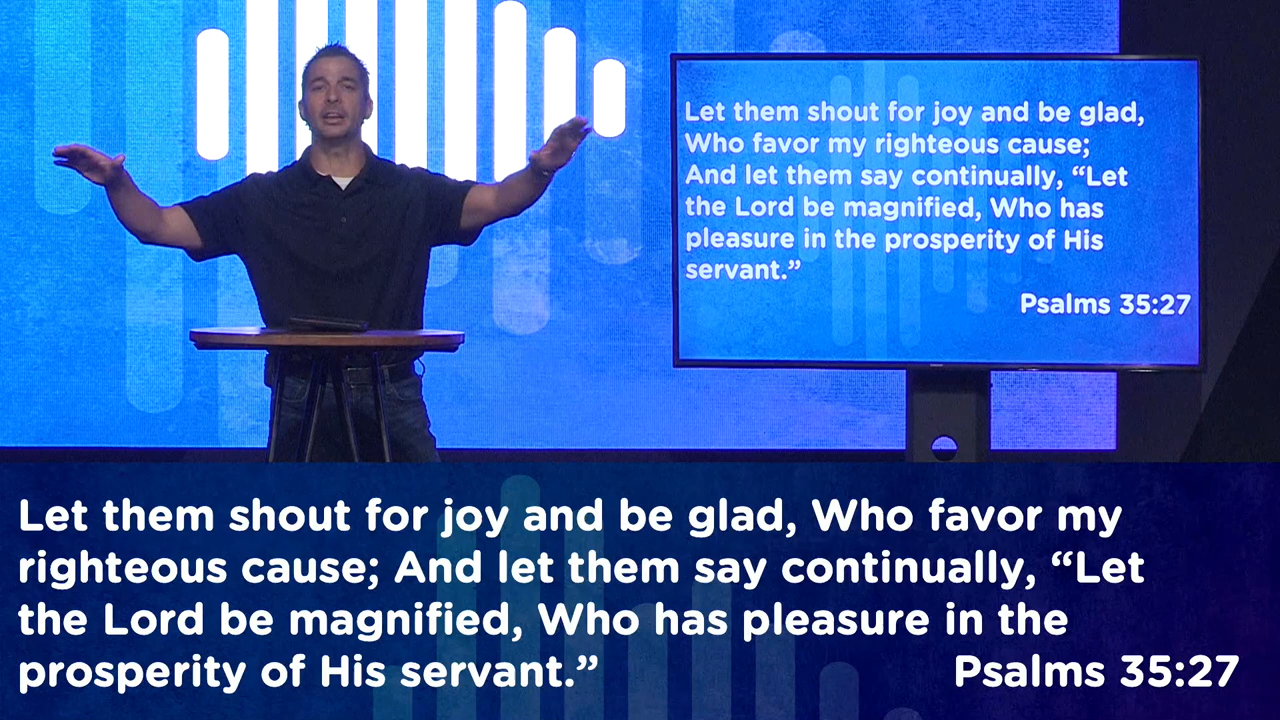 Let them shout for joy and be glad,
Who favor my righteous cause;
And let them say continually, “Let
the Lord be magnified, Who has
pleasure in the prosperity of His
servant.”
Psalms 35:27
Let them shout for joy and be glad, Who favor my
righteous cause; And let them say continually, “Let
the Lord be magnified, Who has pleasure in the
prosperity of His servant.” Psalms 35:27